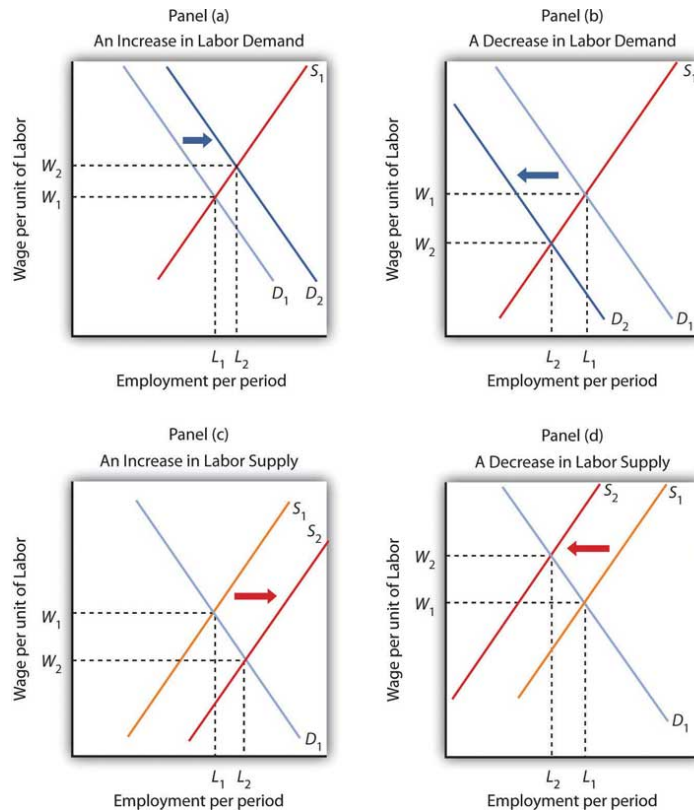 Panel (a)
An Increase in Labor Demand
Wage per unit of Labor
W₂
W₁
S₁
D₁
D₂
L₁
L₂
Employment per period
Panel (b)
A Decrease in Labor Demand
Wage per unit of Labor
W₁
W₂
S₁
D₂
D₁
L₂
L₁
Employment per period
Panel (c)
An Increase in Labor Supply
Wage per unit of Labor
W₁
W₂
S₁
S₂
D₁
L₁
L₂
Employment per period
Panel (d)
A Decrease in Labor Supply
Wage per unit of Labor
W₂
W₁
S₂
S₁
D₁
L₂
L₁
Employment per period